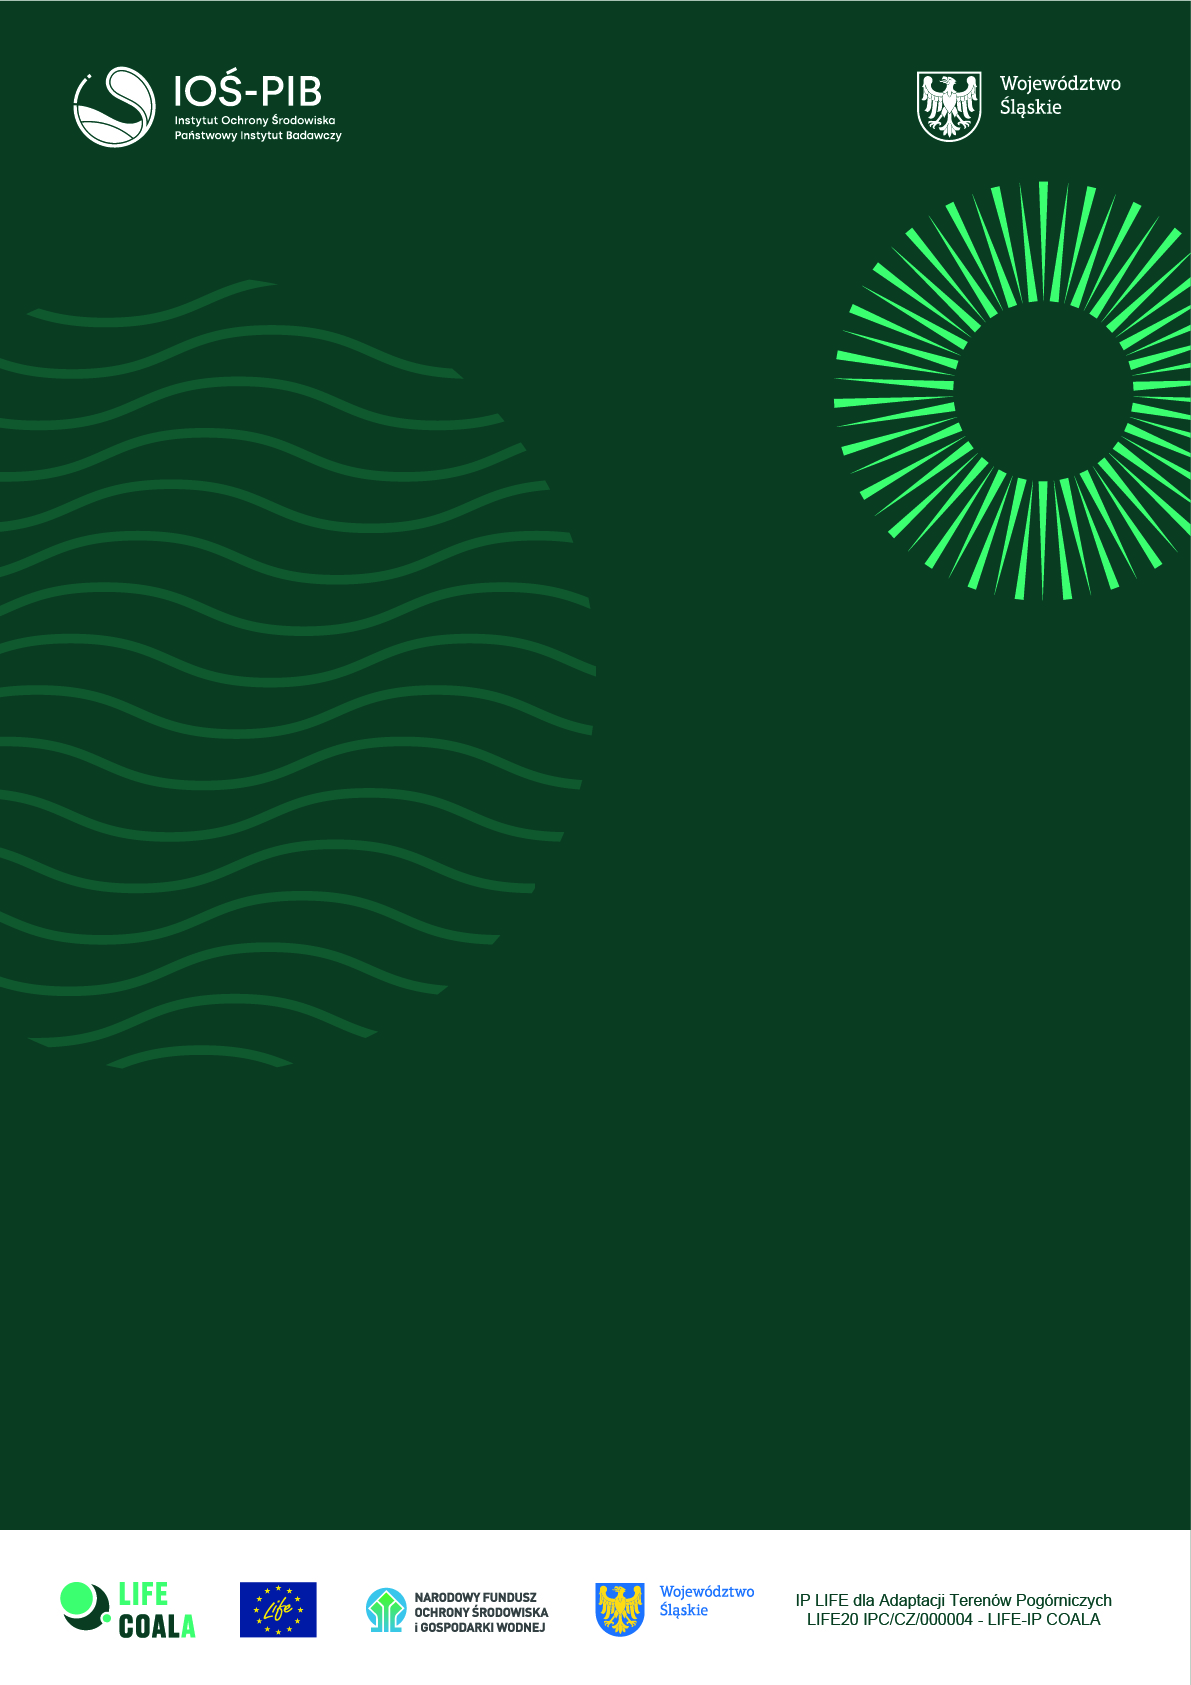 IOŚ-PIB
Instytut Ochrony Środowiska
Państwowy Instytut Badawczy
Województwo
Śląskie
LIFE
COALA
Life
NARODOWY FUNDUSZ
OCHRONY ŚRODOWISKA
i GOSPODARKI WODNEJ
Województwo
Śląskie
IP LIFE dla Adaptacji Terenów Pogórniczych
LIFE20 IPC/CZ/000004 - LIFE-IP COALA